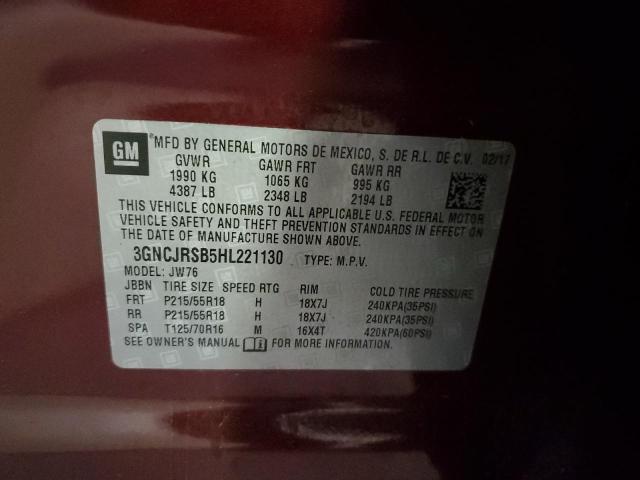 GM
*MFD BY GENERAL MOTORS DE MEXICO, S. DE R.L. DE C.V. 02/17
GVWR GAWR FRT GAWR RR
1990 KG 1065 KG 995 KG
4387 LB 2348 LB 2194 LB
THIS VEHICLE CONFORMS TO ALL APPLICABLE U.S. FEDERAL MOTOR
VEHICLE SAFETY AND THEFT PREVENTION STANDARDS IN EFFECT ON
THE DATE OF MANUFACTURE SHOWN ABOVE.
3GNCJRSB5HL221130 TYPE: M.P.V.
MODEL: JW76
JBBN TIRE SIZE SPEED RTG RIM COLD TIRE PRESSURE
FRT P215/55R18 H 18X7J 240KPA(35PSI)
RR P215/55R18 H 18X7J 240KPA(35PSI)
SPA T125/70R16 M 16X4T 420KPA(60PSI)
SEE OWNER'S MANUAL FOR MORE INFORMATION.